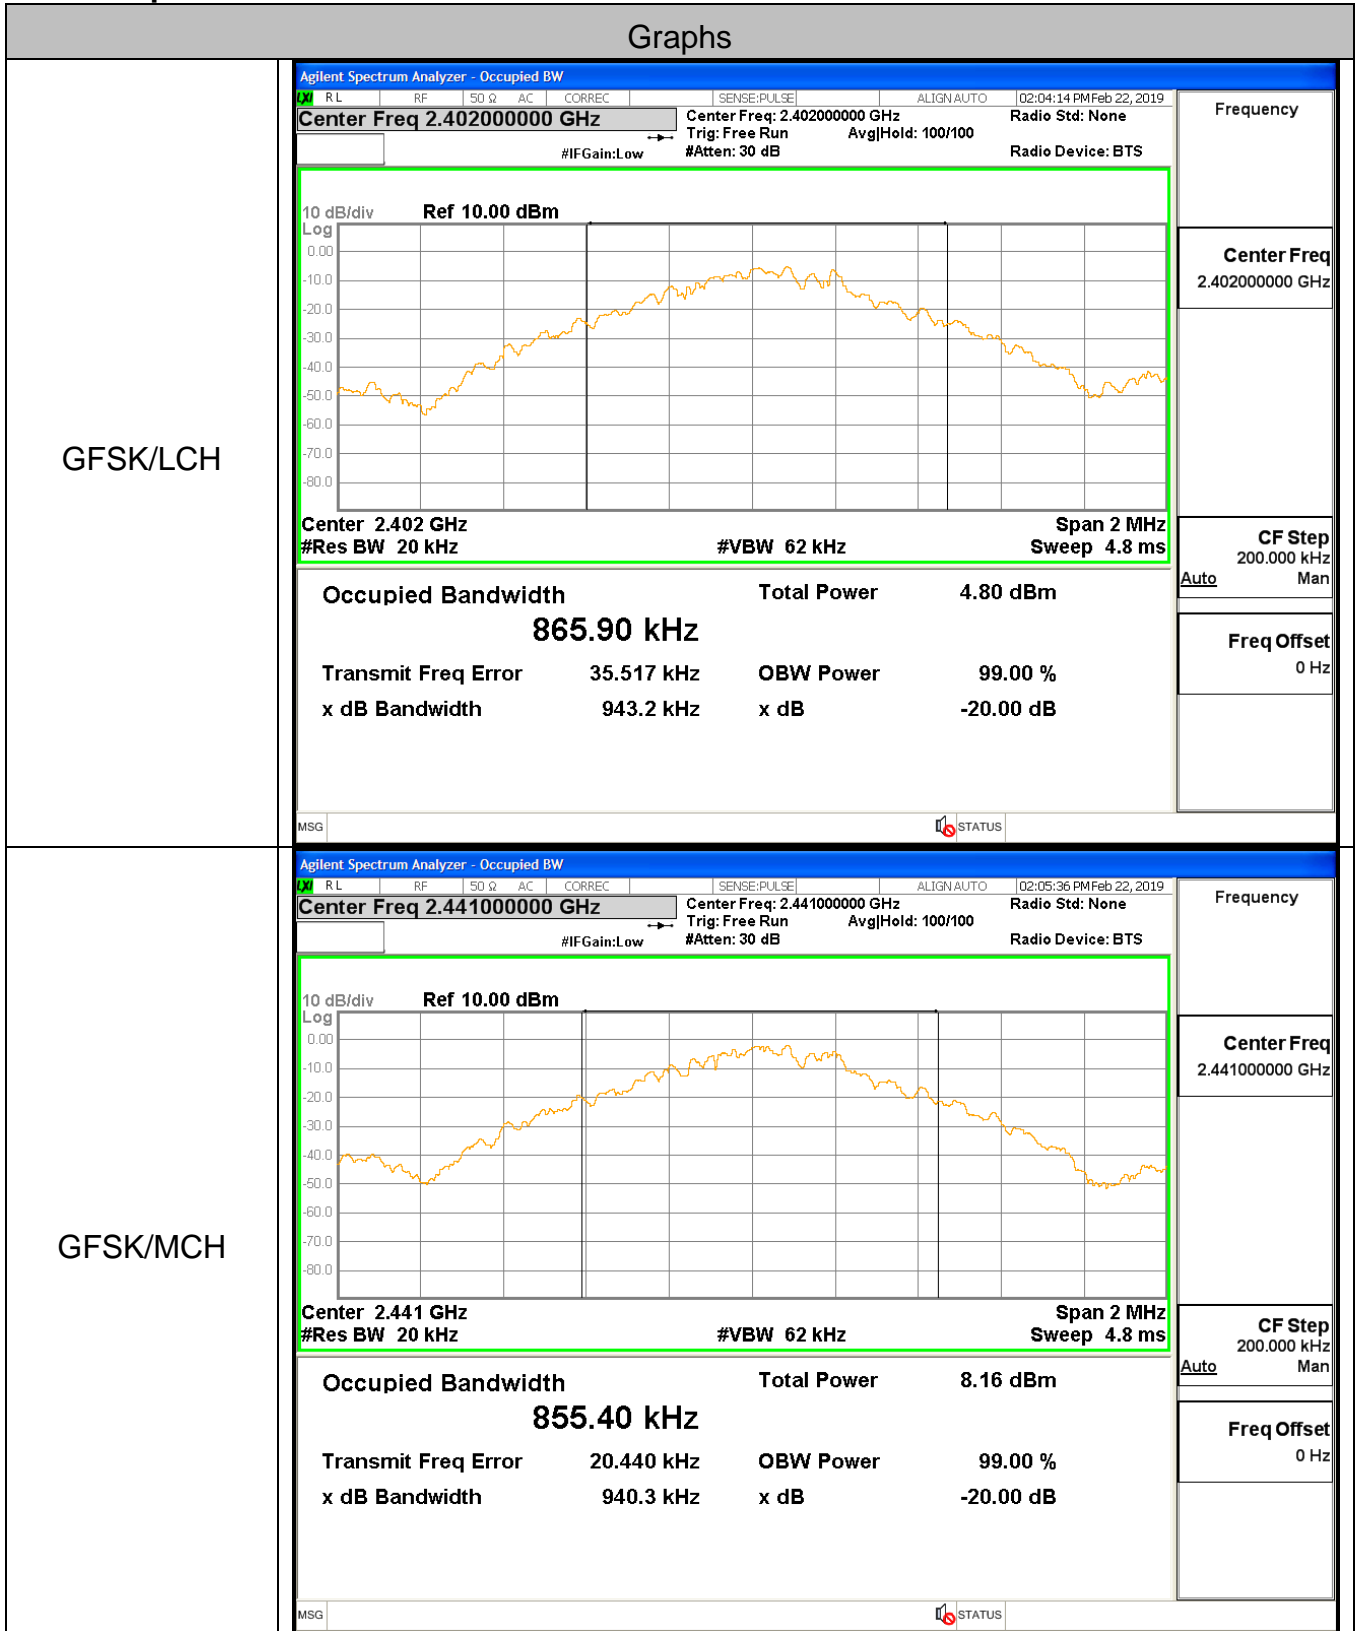 Graphs
GFSK/LCH
Agilent Spectrum Analyzer - Occupied BW
LXI RL RF 50 Ω AC CORREC SENSE:PULSE ALIGN AUTO 02:04:14 PM Feb 22, 2019
Center Freq 2.402000000 GHz
Center Freq: 2.402000000 GHz
Radio Std: None
Trig: Free Run Avg|Hold: 100/100
#IFGain:Low #Atten: 30 dB
Radio Device: BTS
10 dB/div Ref 10.00 dBm
Log
0.00
-10.0
-20.0
-30.0
-40.0
-50.0
-60.0
-70.0
-80.0
Center 2.402 GHz Span 2 MHz
#Res BW 20 kHz #VBW 62 kHz Sweep 4.8 ms
Occupied Bandwidth Total Power 4.80 dBm
865.90 kHz
Transmit Freq Error 35.517 kHz OBW Power 99.00 %
x dB Bandwidth 943.2 kHz x dB -20.00 dB
MSG STATUS
Frequency
Center Freq
2.402000000 GHz
CF Step
200.000 kHz
Auto Man
Freq Offset
0 Hz
GFSK/MCH
Agilent Spectrum Analyzer - Occupied BW
LXI RL RF 50 Ω AC CORREC SENSE:PULSE ALIGN AUTO 02:05:36 PM Feb 22, 2019
Center Freq 2.441000000 GHz
Center Freq: 2.441000000 GHz
Radio Std: None
Trig: Free Run Avg|Hold: 100/100
#IFGain:Low #Atten: 30 dB
Radio Device: BTS
10 dB/div Ref 10.00 dBm
Log
0.00
-10.0
-20.0
-30.0
-40.0
-50.0
-60.0
-70.0
-80.0
Center 2.441 GHz Span 2 MHz
#Res BW 20 kHz #VBW 62 kHz Sweep 4.8 ms
Occupied Bandwidth Total Power 8.16 dBm
855.40 kHz
Transmit Freq Error 20.440 kHz OBW Power 99.00 %
x dB Bandwidth 940.3 kHz x dB -20.00 dB
MSG STATUS
Frequency
Center Freq
2.441000000 GHz
CF Step
200.000 kHz
Auto Man
Freq Offset
0 Hz